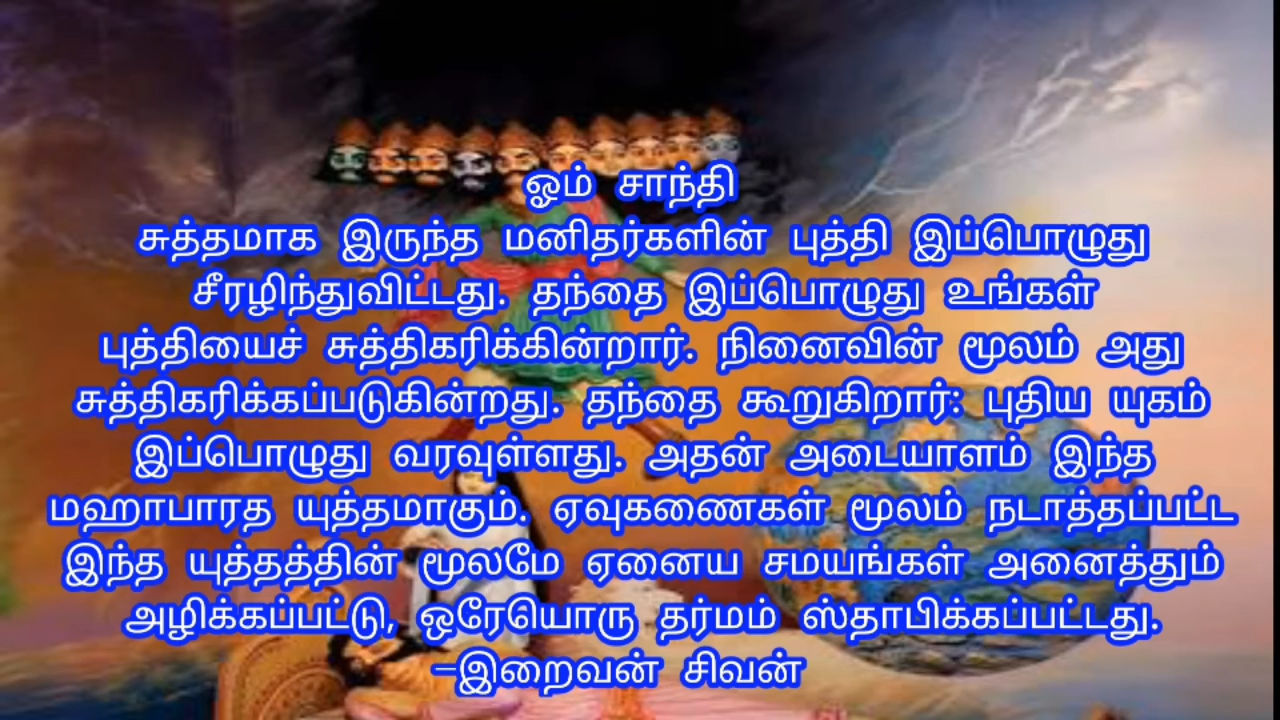 ஓம் சாந்தி
சுத்தமாக இருந்த மனிதர்களின் புத்தி இப்பொழுது
சீரழிந்துவிட்டது. தந்தை இப்பொழுது உங்கள்
புத்தியைச் சுத்திகரிக்கின்றார். நினைவின் மூலம் அது
சுத்திகரிக்கப்படுகின்றது. தந்தை கூறுகிறார்: புதிய யுகம்
இப்பொழுது வரவுள்ளது. அதன் அடையாளம் இந்த
மஹாபாரத யுத்தமாகும். ஏவுகணைகள் மூலம் நடாத்தப்பட்ட
இந்த யுத்தத்தின் மூலமே ஏனைய சமயங்கள் அனைத்தும்
அழிக்கப்பட்டு, ஒரேயொரு தர்மம் ஸ்தாபிக்கப்பட்டது.
–இறைவன் சிவன்